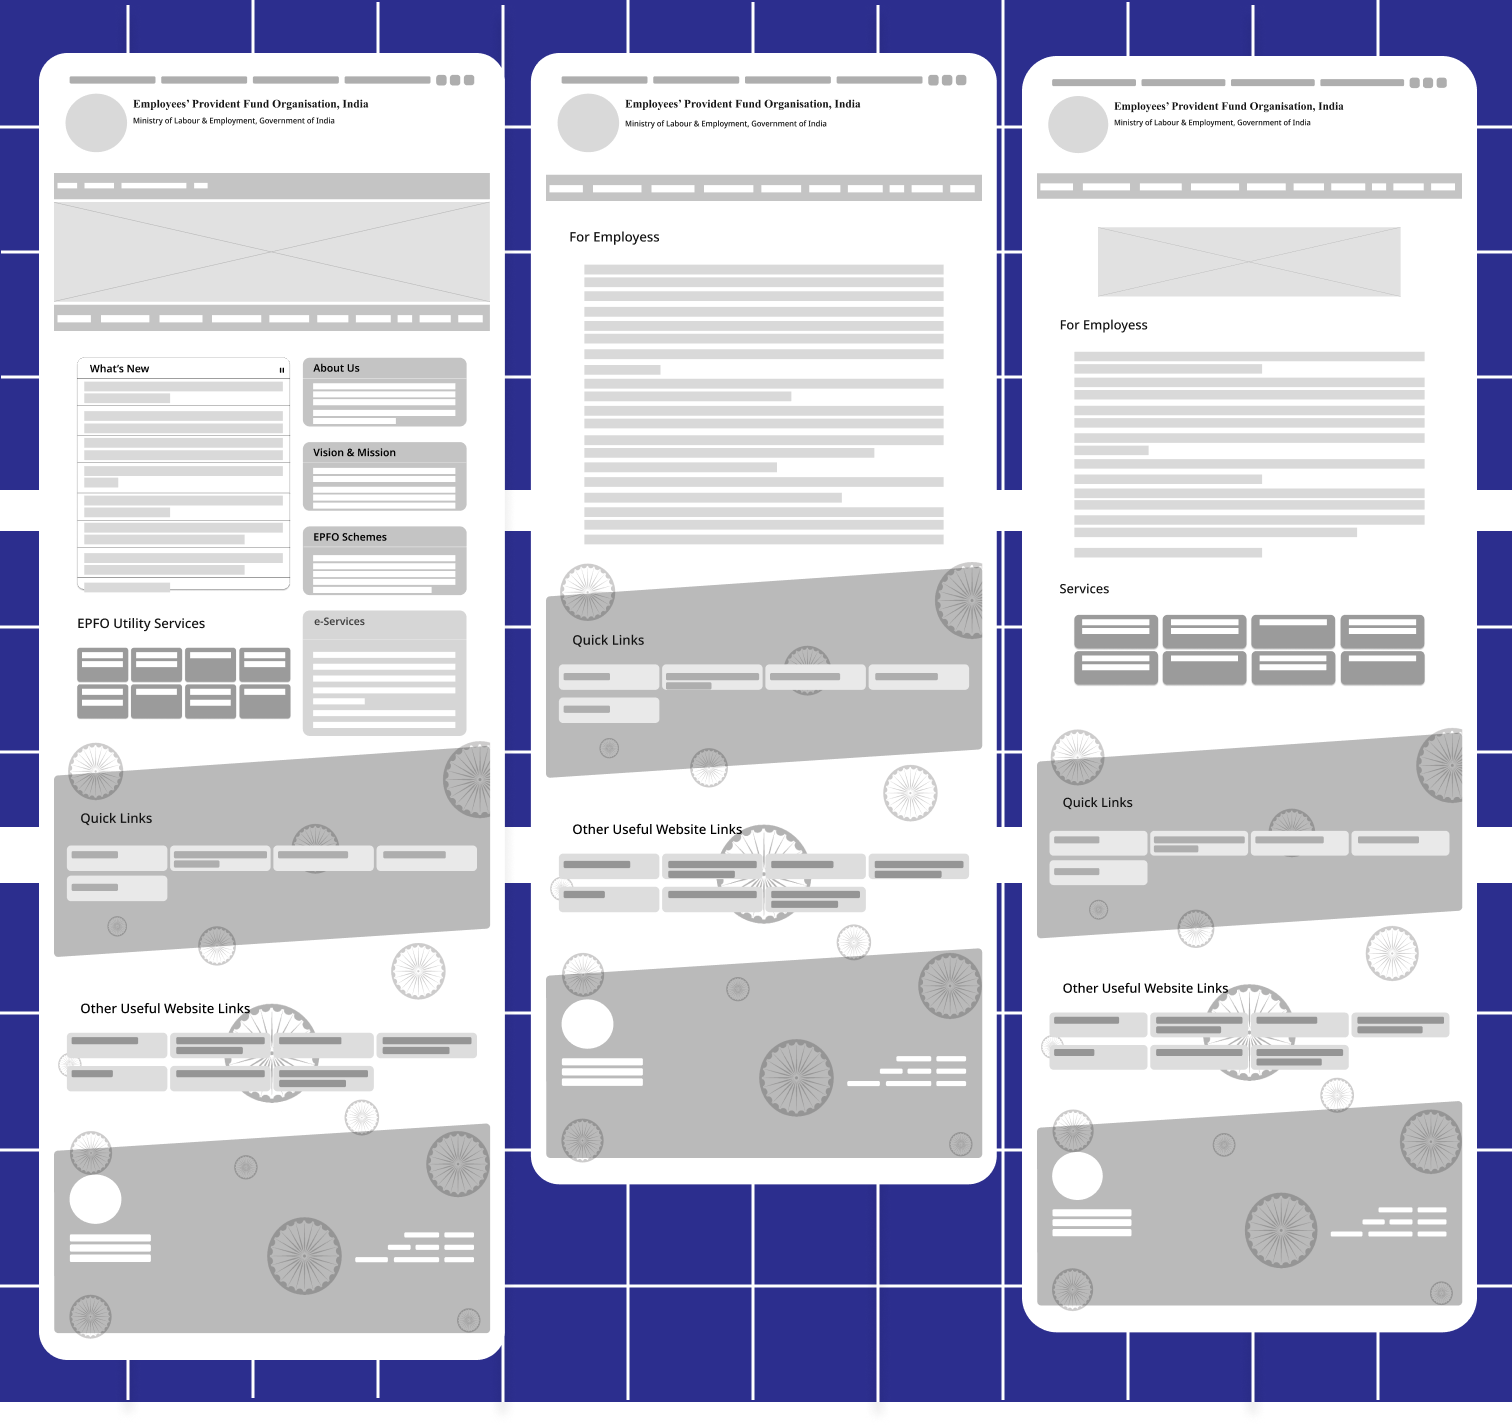 Employees' Provident Fund Organisation, India
Ministry of Labour & Employment, Government of India
What's New
About Us
Vision & Mission
EPFO Schemes
EPFO Utility Services
e-Services
Quick Links
Other Useful Website Links
Employees' Provident Fund Organisation, India
Ministry of Labour & Employment, Government of India
For Employess
Quick Links
Other Useful Website Links
Employees' Provident Fund Organisation, India
Ministry of Labour & Employment, Government of India
For Employess
Services
Quick Links
Other Useful Website Links